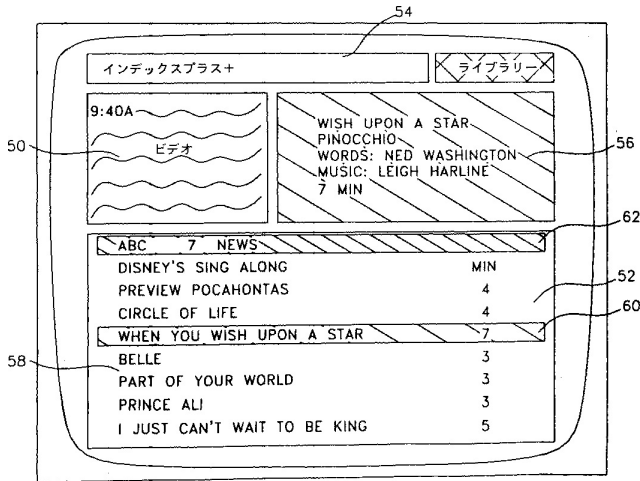 54
インデックスプラス+
ライブラリー
9:40A
ビデオ
50
WISH UPON A STAR
PINOCCHIO
WORDS: NED WASHINGTON
MUSIC: LEIGH HARLINE
7 MIN
56
62
ABC 7 NEWS
DISNEY'S SING ALONG MIN
PREVIEW POCAHONTAS 4
52
CIRCLE OF LIFE 4
WHEN YOU WISH UPON A STAR 7
60
BELLE 3
58
PART OF YOUR WORLD 3
PRINCE ALI 3
I JUST CAN'T WAIT TO BE KING 5